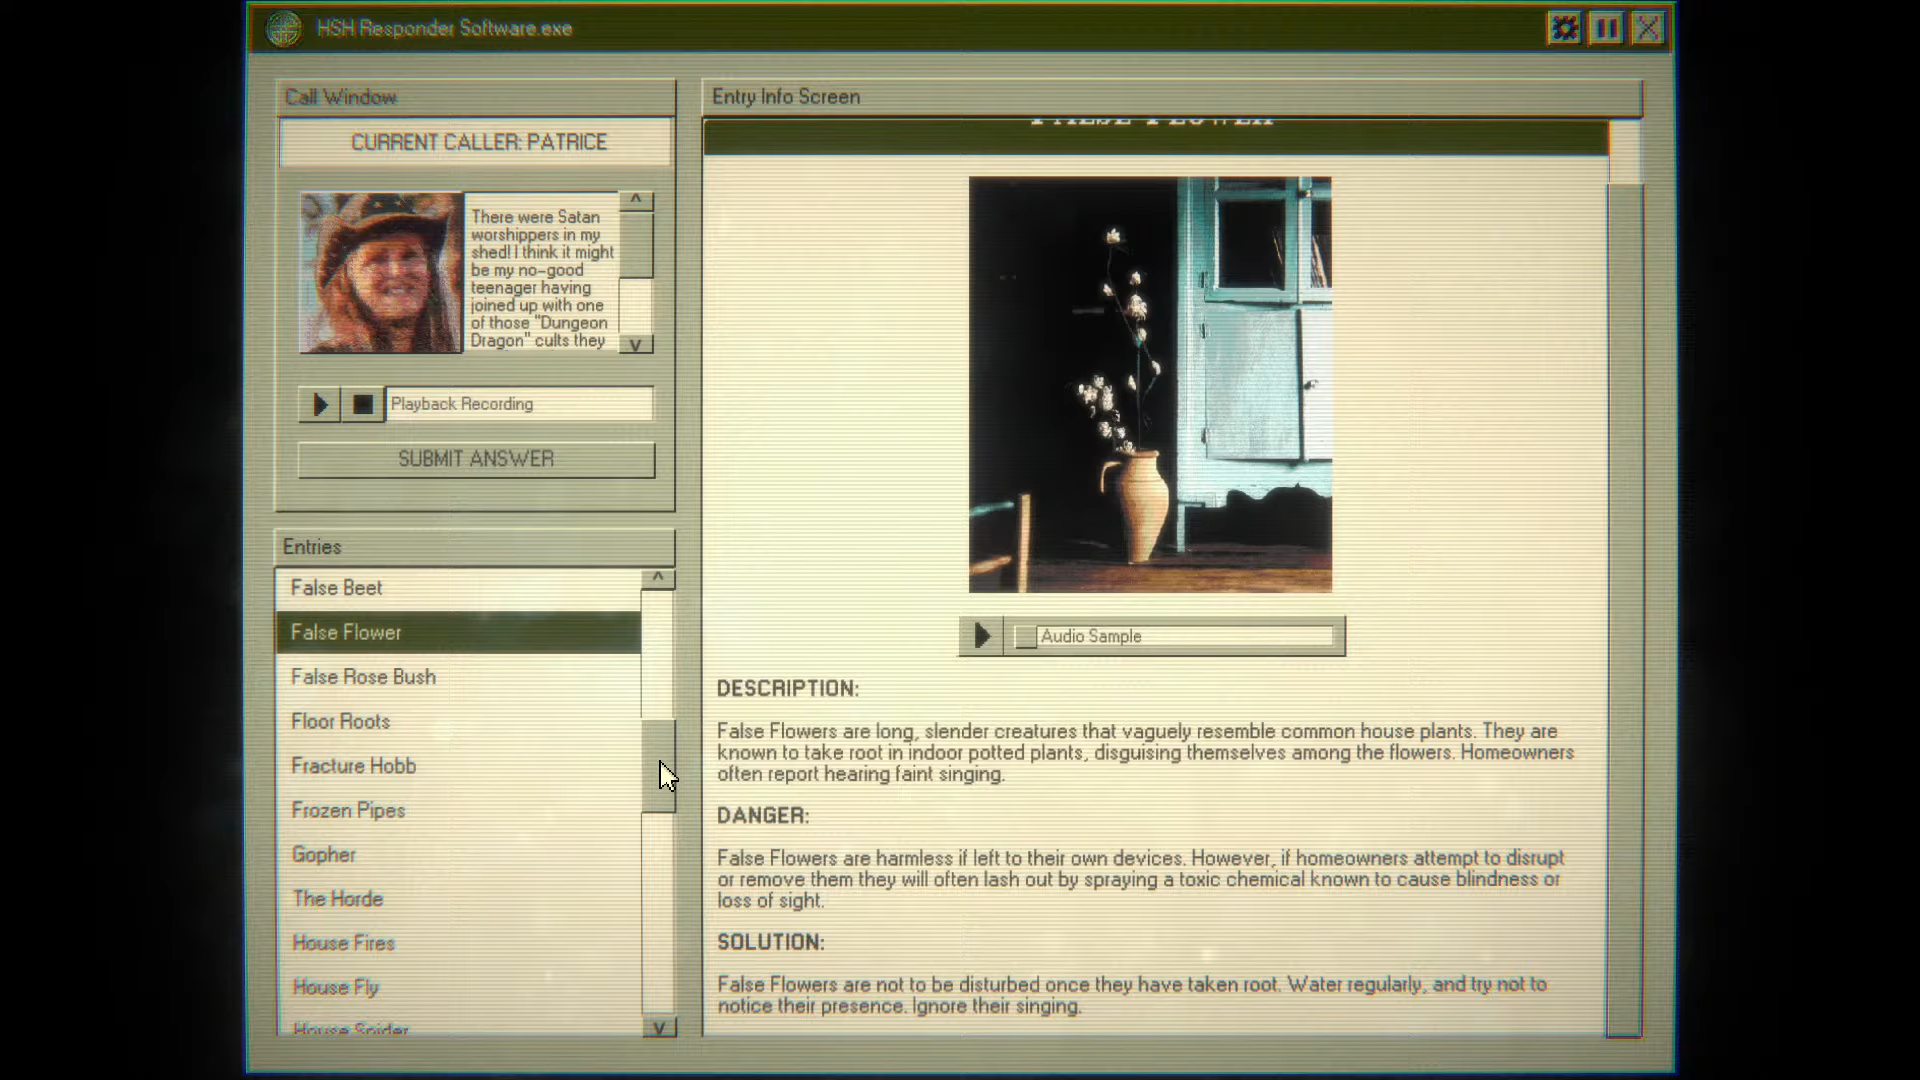 HSH Responder Software.exe
Call Window
CURRENT CALLER: PATRICE
There were Satan
worshippers in my
shed! I think it might
be my no-good
teenager having
joined up with one
of those "Dungeon
Dragon" cults they
Playback Recording
SUBMIT ANSWER
Entries
False Beet
False Flower
False Rose Bush
Floor Roots
Fracture Hobb
Frozen Pipes
Gopher
The Horde
House Fires
House Fly
House Spider
Entry Info Screen
FALSE FLOWER
Audio Sample
DESCRIPTION:
False Flowers are long, slender creatures that vaguely resemble common house plants. They are
known to take root in indoor potted plants, disguising themselves among the flowers. Homeowners
often report hearing faint singing.
DANGER:
False Flowers are harmless if left to their own devices. However, if homeowners attempt to disrupt
or remove them they will often lash out by spraying a toxic chemical known to cause blindness or
loss of sight.
SOLUTION:
False Flowers are not to be disturbed once they have taken root. Water regularly, and try not to
notice their presence. Ignore their singing.